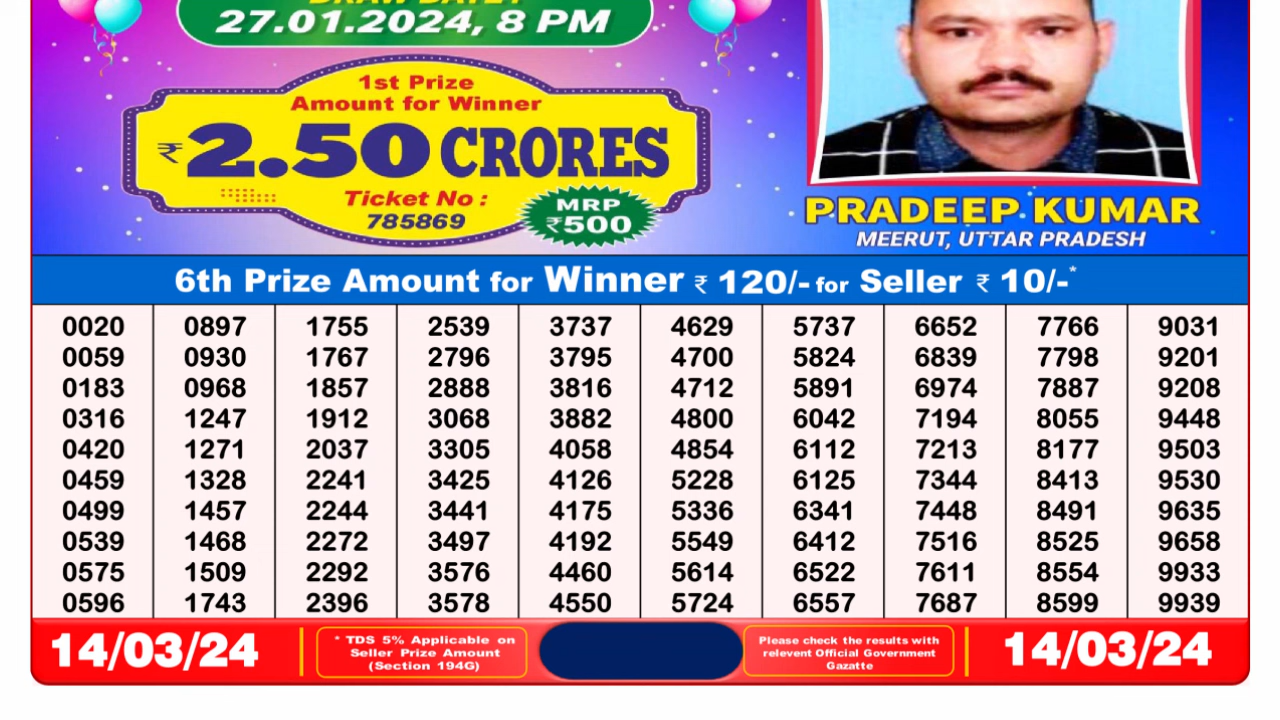 DRAW DATE:
27.01.2024, 8 PM
1st Prize
Amount for Winner
₹2.50 CRORES
Ticket No :
785869
MRP
₹500
PRADEEP KUMAR
MEERUT, UTTAR PRADESH
6th Prize Amount for Winner ₹ 120/- for Seller ₹ 10/-*
0020 0897 1755 2539 3737 4629 5737 6652 7766 9031
0059 0930 1767 2796 3795 4700 5824 6839 7798 9201
0183 0968 1857 2888 3816 4712 5891 6974 7887 9208
0316 1247 1912 3068 3882 4800 6042 7194 8055 9448
0420 1271 2037 3305 4058 4854 6112 7213 8177 9503
0459 1328 2241 3425 4126 5228 6125 7344 8413 9530
0499 1457 2244 3441 4175 5336 6341 7448 8491 9635
0539 1468 2272 3497 4192 5549 6412 7516 8525 9658
0575 1509 2292 3576 4460 5614 6522 7611 8554 9933
0596 1743 2396 3578 4550 5724 6557 7687 8599 9939
14/03/24
* TDS 5% Applicable on
Seller Prize Amount
(Section 194G)
Please check the results with
relevent Official Government
Gazatte
14/03/24